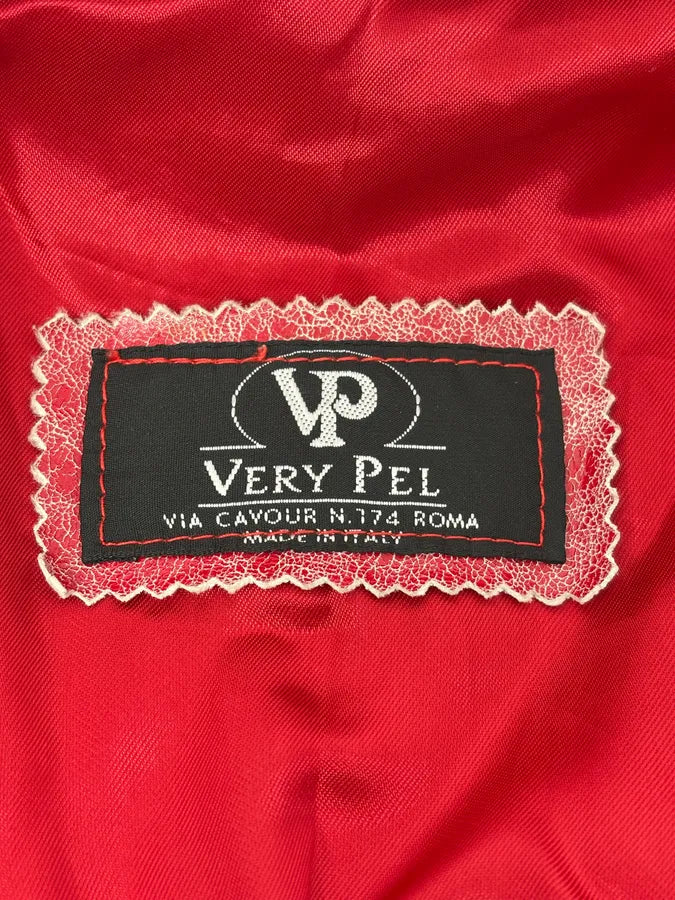 VP
VERY PEL
VIA CAVOUR N.174 ROMA
MADE IN ITALY